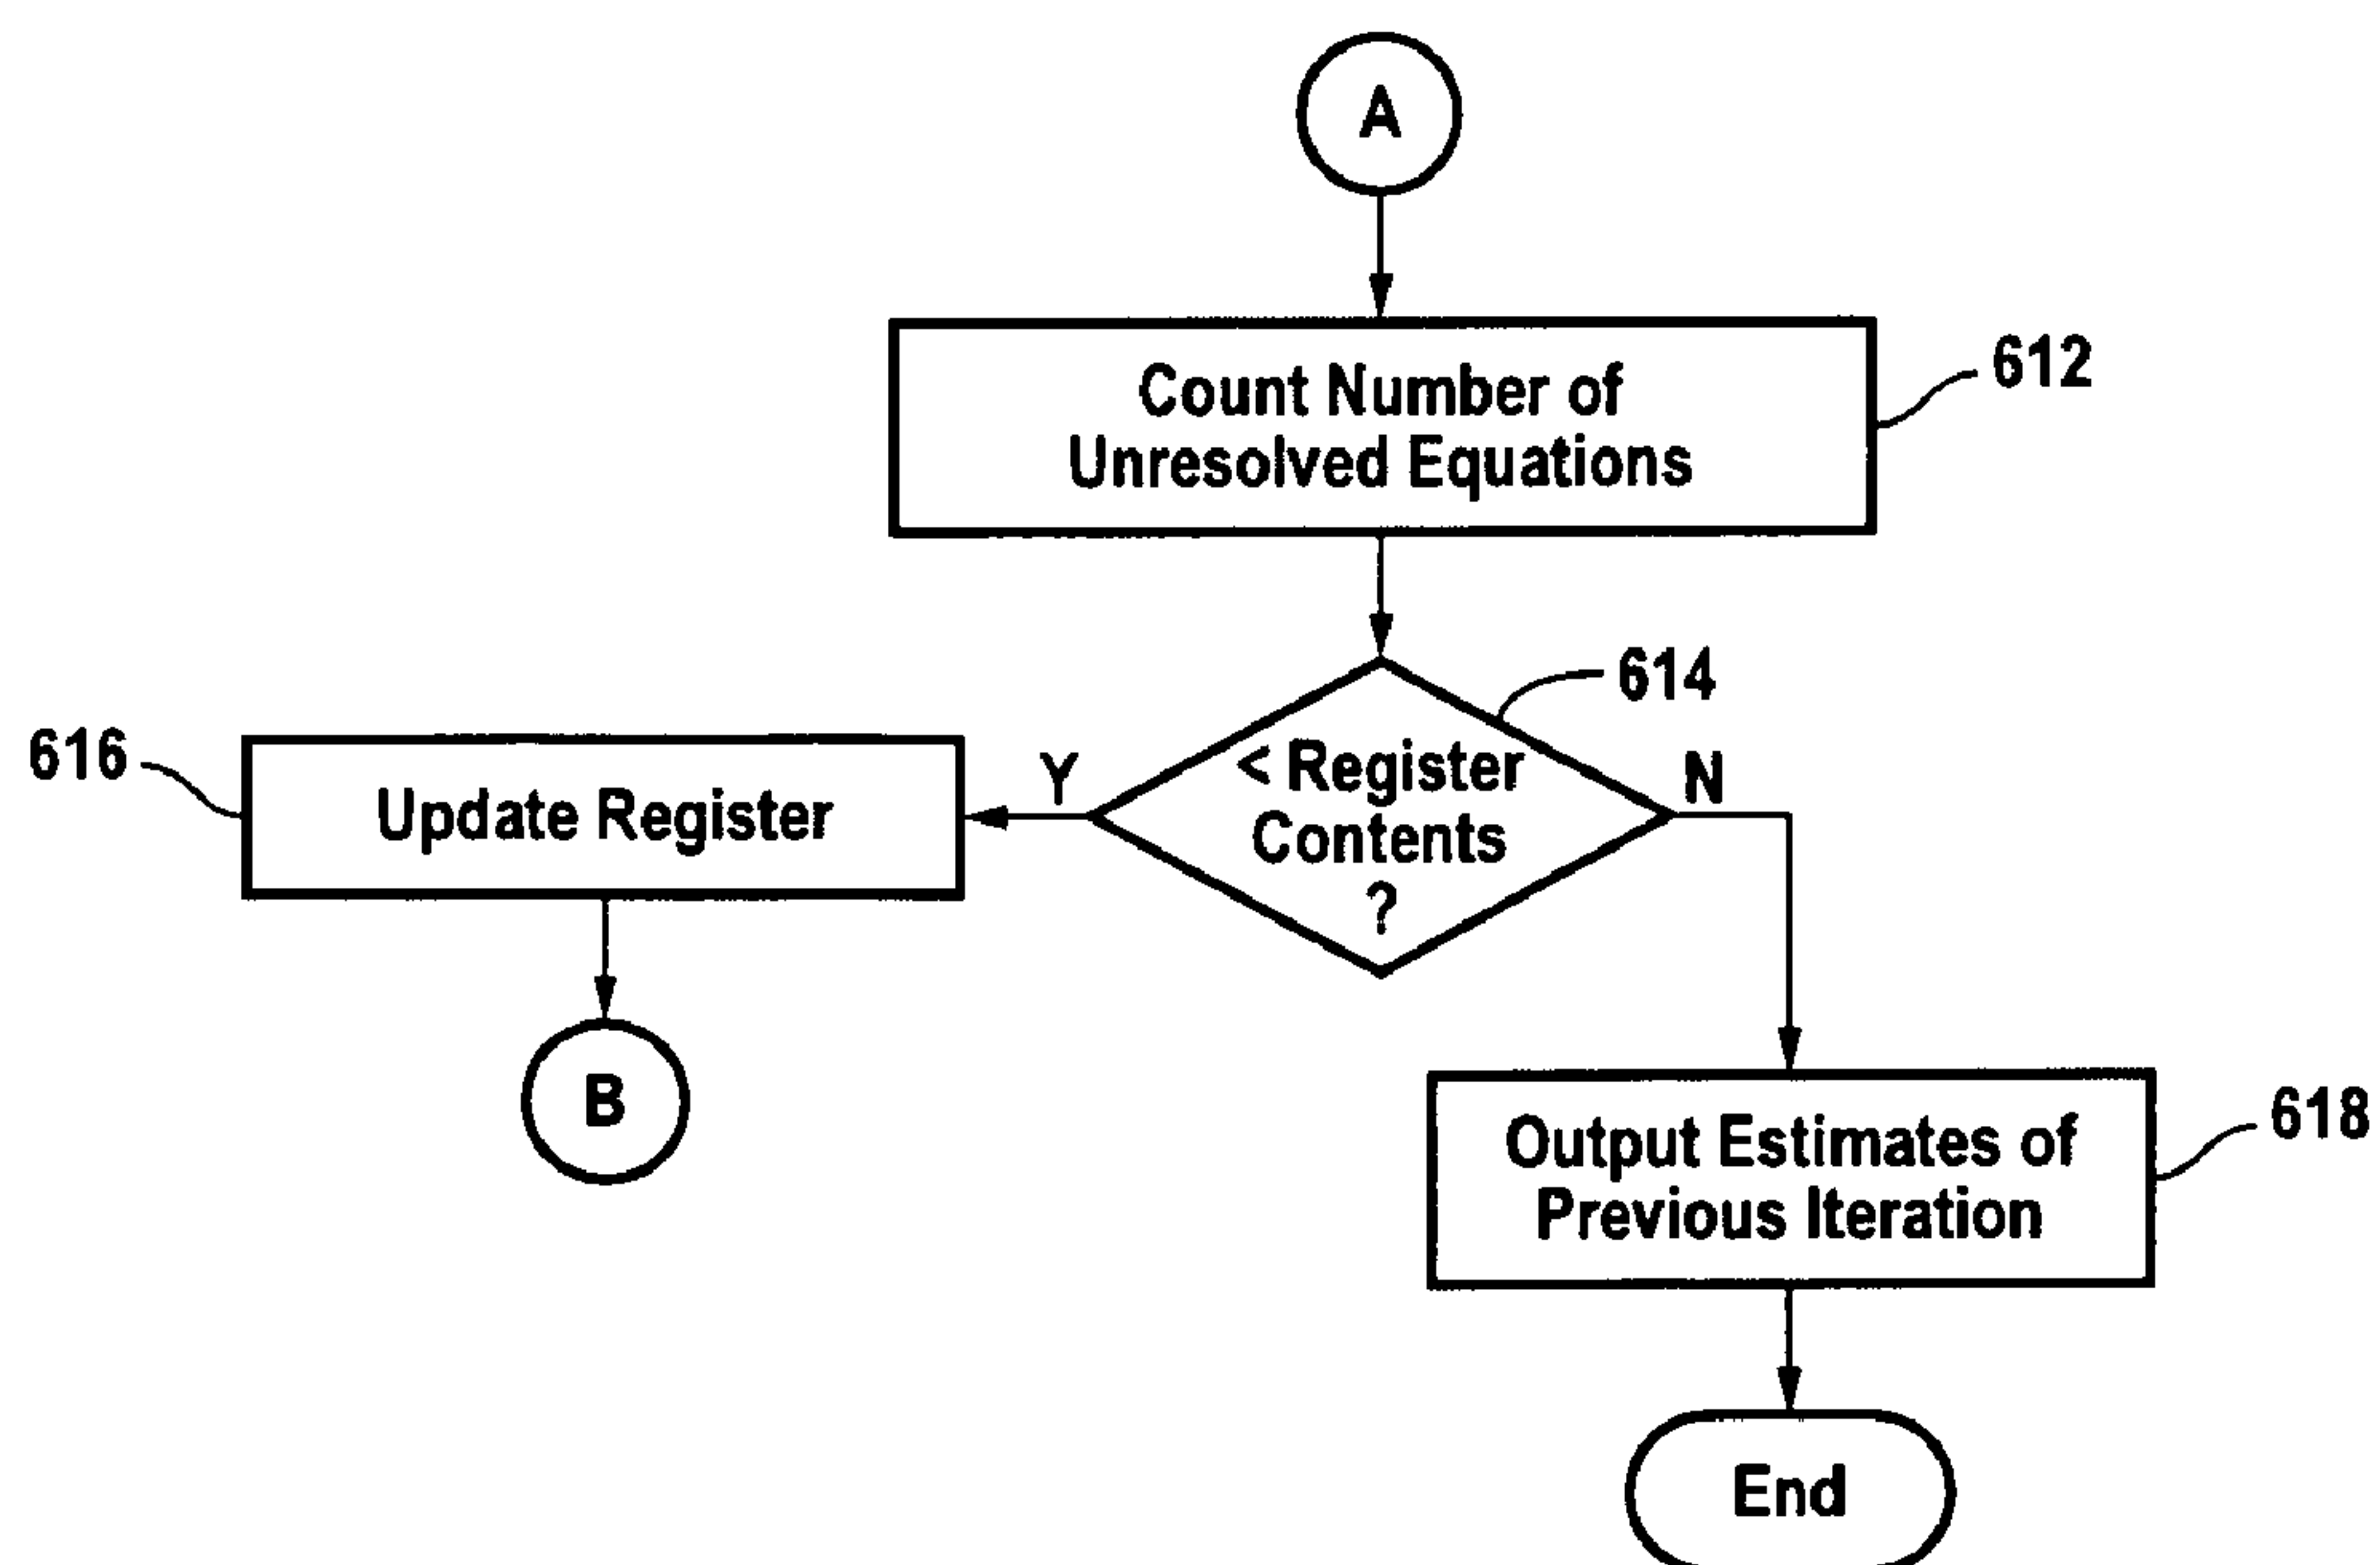 A
Count Number of
Unresolved Equations
612
614
< Register
Contents
?
Y
N
616
Update Register
B
Output Estimates of
Previous Iteration
618
End